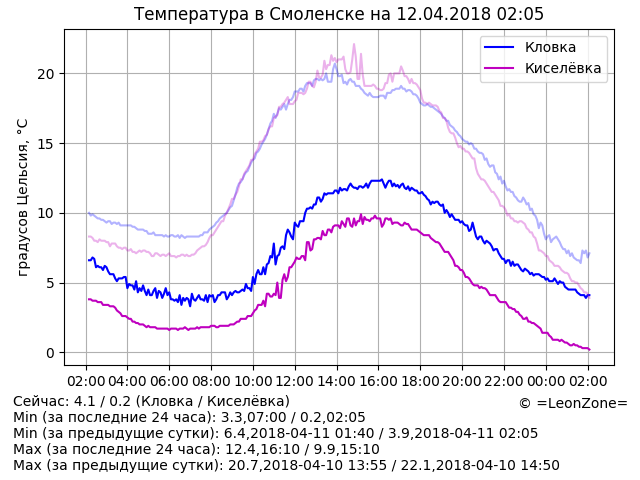 Температура в Смоленске на 12.04.2018 02:05
Кловка
Киселёвка
градусов Цельсия, °C
20
15
10
5
0
02:00 04:00 06:00 08:00 10:00 12:00 14:00 16:00 18:00 20:00 22:00 00:00 02:00
Сейчас: 4.1 / 0.2 (Кловка / Киселёвка)
© =LeonZone=
Min (за последние 24 часа): 3.3,07:00 / 0.2,02:05
Min (за предыдущие сутки): 6.4,2018-04-11 01:40 / 3.9,2018-04-11 02:05
Max (за последние 24 часа): 12.4,16:10 / 9.9,15:10
Max (за предыдущие сутки): 20.7,2018-04-10 13:55 / 22.1,2018-04-10 14:50